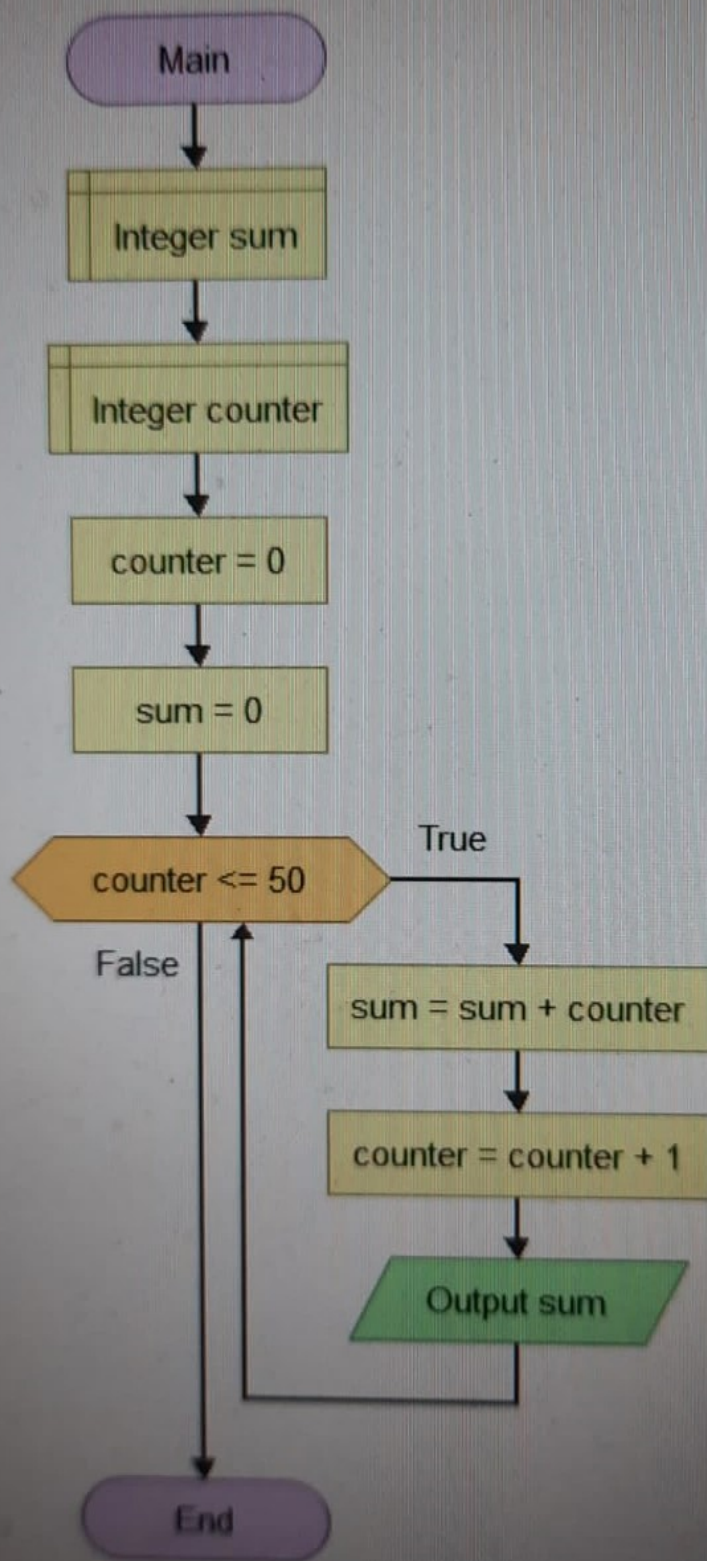 Main
Integer sum
Integer counter
counter = 0
sum = 0
counter <= 50
True
False
sum = sum + counter
counter = counter + 1
Output sum
End